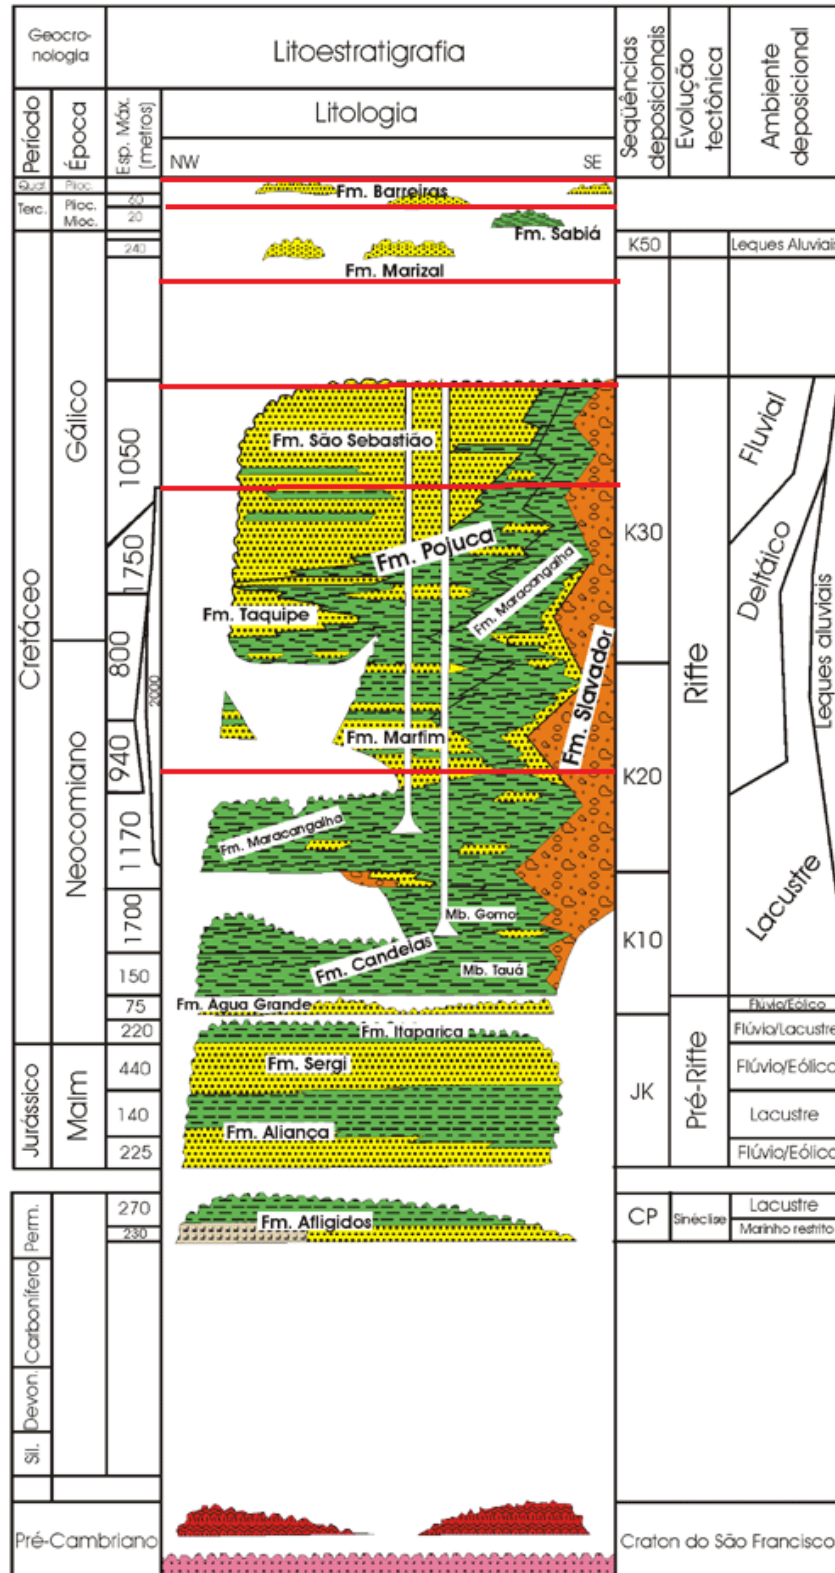 Geocro-
nologia
Litoestratigrafia
Seqüências
deposicionais
Evolução
tectônica
Ambiente
deposicional
Período
Época
Esp. Máx.
(metros)
Litologia
NW
SE
Quat
Plioc.
Fm. Barreiras
Terc.
Plioc.
60
Mioc.
20
Fm. Sabiá
240
K50
Leques Aluviais
Fm. Marizal
Cretáceo
Gálico
1050
Fm. São Sebastião
Fluvial
K30
1750
Fm. Pojuca
Deltáico
Fm. Maracangalha
Leques aluviais
Fm. Taquipe
800
2000
Rifte
Fm. Slavador
Neocomiano
940
Fm. Marfim
K20
1170
Fm. Maracangalha
Lacustre
1700
Mb. Gomo
K10
Fm. Candeias
150
Mb. Tauá
75
Fm. Agua Grande
Flúvio/Eólico
220
Fm. Itaparica
Flúvio/Lacustre
Jurássico
Malm
440
Fm. Sergi
JK
Pré-Rifte
Flúvio/Eólico
140
Lacustre
Fm. Aliança
225
Flúvio/Eólico
Perm.
270
Fm. Afligidos
CP
Sinéclise
Lacustre
230
Marinho restrito
Carbonífero
Devon.
Sil.
Pré-Cambriano
Craton do São Francisco